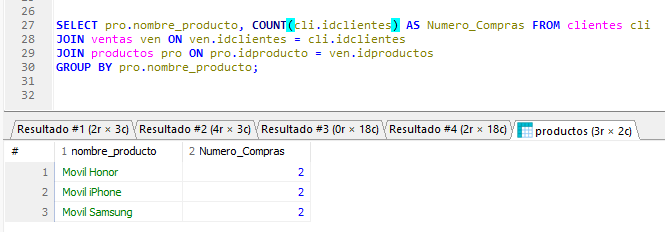 26
27 SELECT pro.nombre_producto, COUNT(cli.idclientes) AS Numero_Compras FROM clientes cli
28 JOIN ventas ven ON ven.idclientes = cli.idclientes
29 JOIN productos pro ON pro.idproducto = ven.idproductos
30 GROUP BY pro.nombre_producto;
31
32
Resultado #1 (2r × 3c) Resultado #2 (4r × 3c) Resultado #3 (0r × 18c) Resultado #4 (2r × 18c) productos (3r × 2c)
# 1 nombre_producto 2 Numero_Compras
1 Movil Honor 2
2 Movil iPhone 2
3 Movil Samsung 2